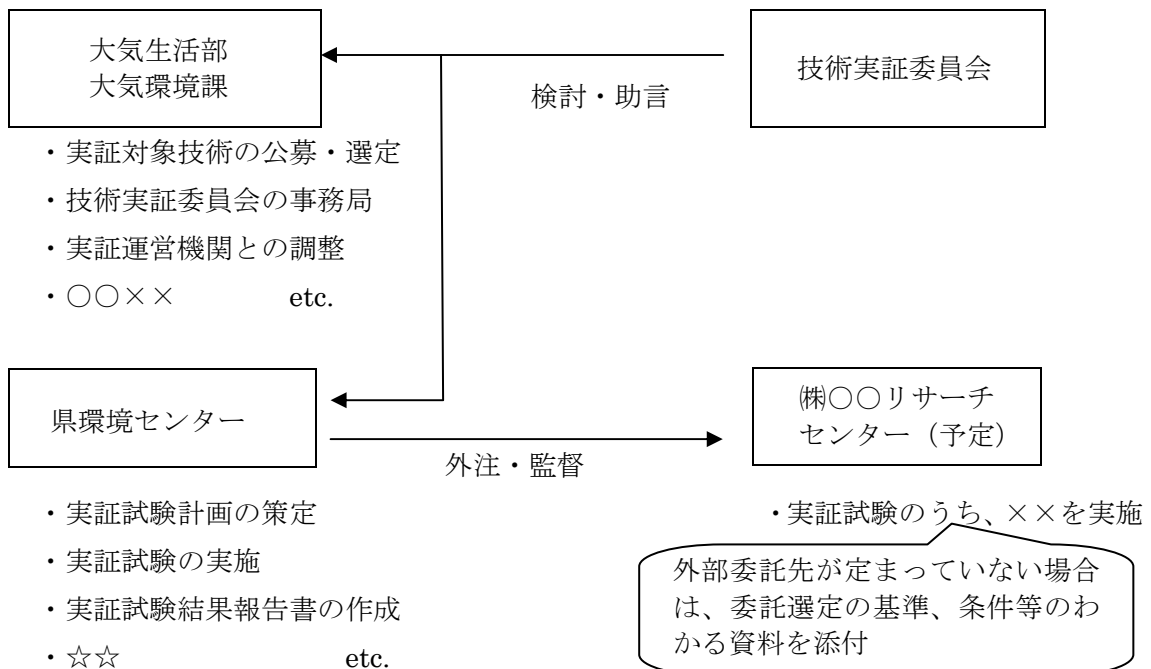 大気生活部
大気環境課
技術実証委員会
検討・助言
・実証対象技術の公募・選定
・技術実証委員会の事務局
・実証運営機関との調整
・○○×× etc.
県環境センター
㈱○○リサーチ
センター（予定）
外注・監督
・実証試験計画の策定
・実証試験の実施
・実証試験結果報告書の作成
・☆☆ etc.
・実証試験のうち、××を実施
外部委託先が定まっていない場合
は、委託選定の基準、条件等のわ
かる資料を添付